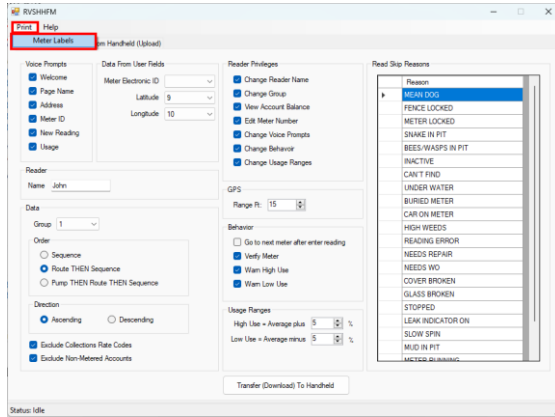 RVSHHFM
Print Help
Meter Labels
om Handheld (Upload)
Voice Prompts
Welcome
Page Name
Address
Meter ID
New Reading
Usage
Data From User Fields
Meter Electronic ID
Latitude 9
Longitude 10
Reader
Name John
Data
Group 1
Order
Sequence
Route THEN Sequence
Pump THEN Route THEN Sequence
Direction
Ascending Descending
Exclude Collections Rate Codes
Exclude Non-Metered Accounts
Reader Privileges
Change Reader Name
Change Group
View Account Balance
Edit Meter Number
Change Voice Prompts
Change Behavoir
Change Usage Ranges
GPS
Range Ft: 15
Behavior
Go to next meter after enter reading
Verify Meter
Warn High Use
Warn Low Use
Usage Ranges
High Use = Average plus 5 %
Low Use = Average minus 5 %
Transfer (Download) To Handheld
Read Skip Reasons
Reason
MEAN DOG
FENCE LOCKED
METER LOCKED
SNAKE IN PIT
BEES/WASPS IN PIT
INACTIVE
CAN'T FIND
UNDER WATER
BURIED METER
CAR ON METER
HIGH WEEDS
READING ERROR
NEEDS REPAIR
NEEDS WO
COVER BROKEN
GLASS BROKEN
STOPPED
LEAK INDICATOR ON
SLOW SPIN
MUD IN PIT
METER RUNNING
Status: Idle